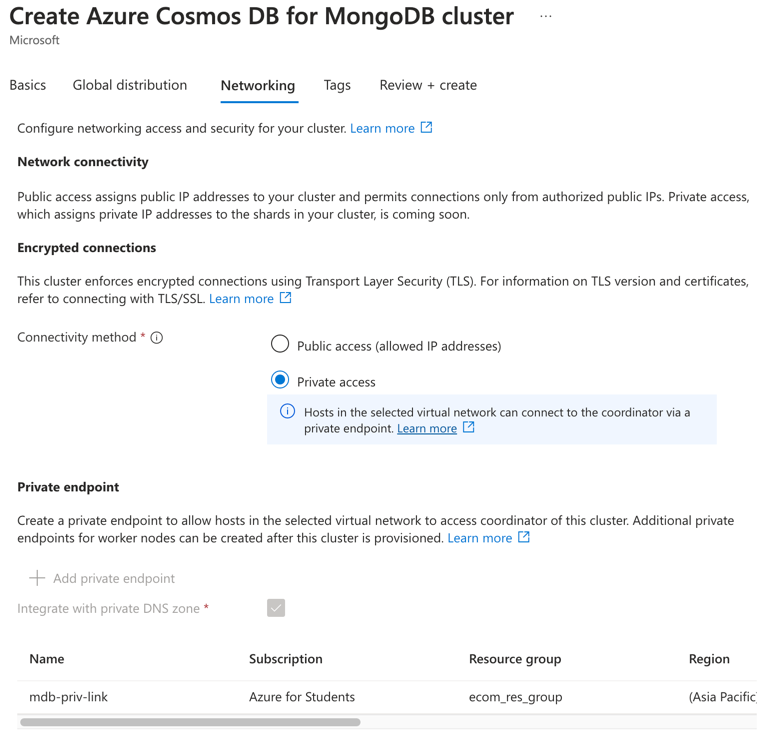 Create Azure Cosmos DB for MongoDB cluster ...
Microsoft
Basics Global distribution Networking Tags Review + create
Configure networking access and security for your cluster. Learn more
Network connectivity
Public access assigns public IP addresses to your cluster and permits connections only from authorized public IPs. Private access,
which assigns private IP addresses to the shards in your cluster, is coming soon.
Encrypted connections
This cluster enforces encrypted connections using Transport Layer Security (TLS). For information on TLS version and certificates,
refer to connecting with TLS/SSL. Learn more
Connectivity method *
Public access (allowed IP addresses)
Private access
Hosts in the selected virtual network can connect to the coordinator via a
private endpoint. Learn more
Private endpoint
Create a private endpoint to allow hosts in the selected virtual network to access coordinator of this cluster. Additional private
endpoints for worker nodes can be created after this cluster is provisioned. Learn more
Add private endpoint
Integrate with private DNS zone *
Name Subscription Resource group Region
mdb-priv-link Azure for Students ecom_res_group (Asia Pacific